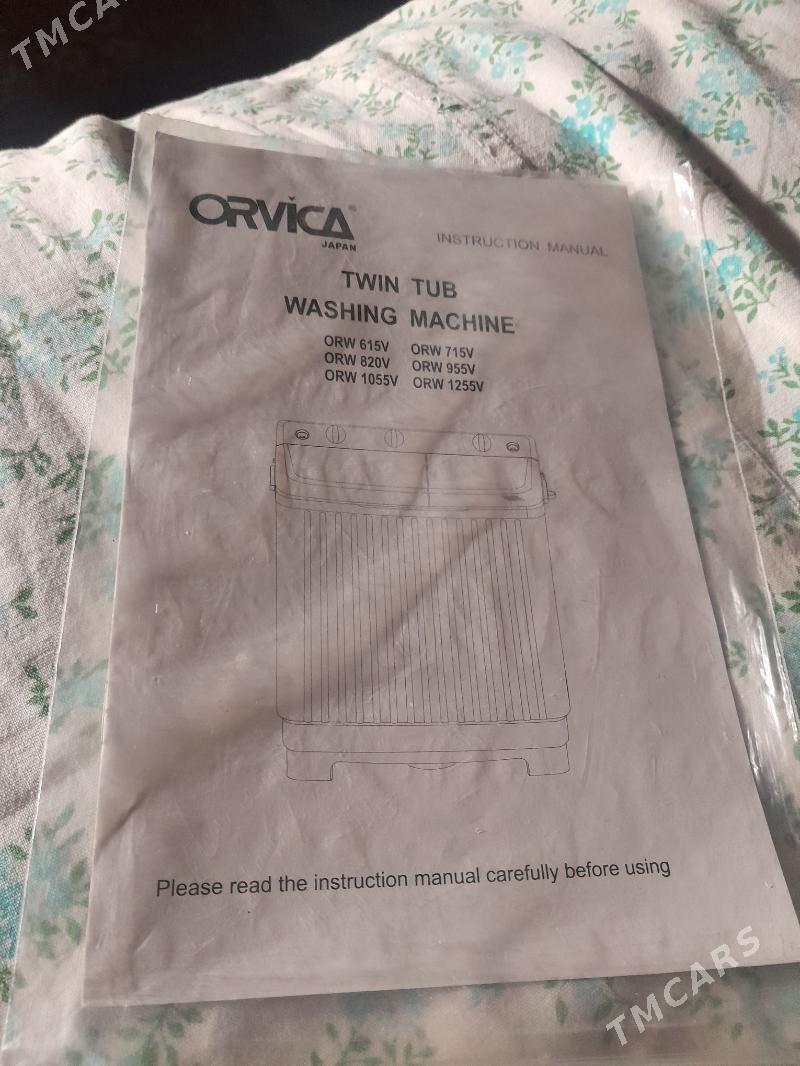 TMCARS
ORVICA®
JAPAN
INSTRUCTION MANUAL
TWIN TUB
WASHING MACHINE
ORW 615V ORW 715V
ORW 820V ORW 955V
ORW 1055V ORW 1255V
Please read the instruction manual carefully before using
TMCARS